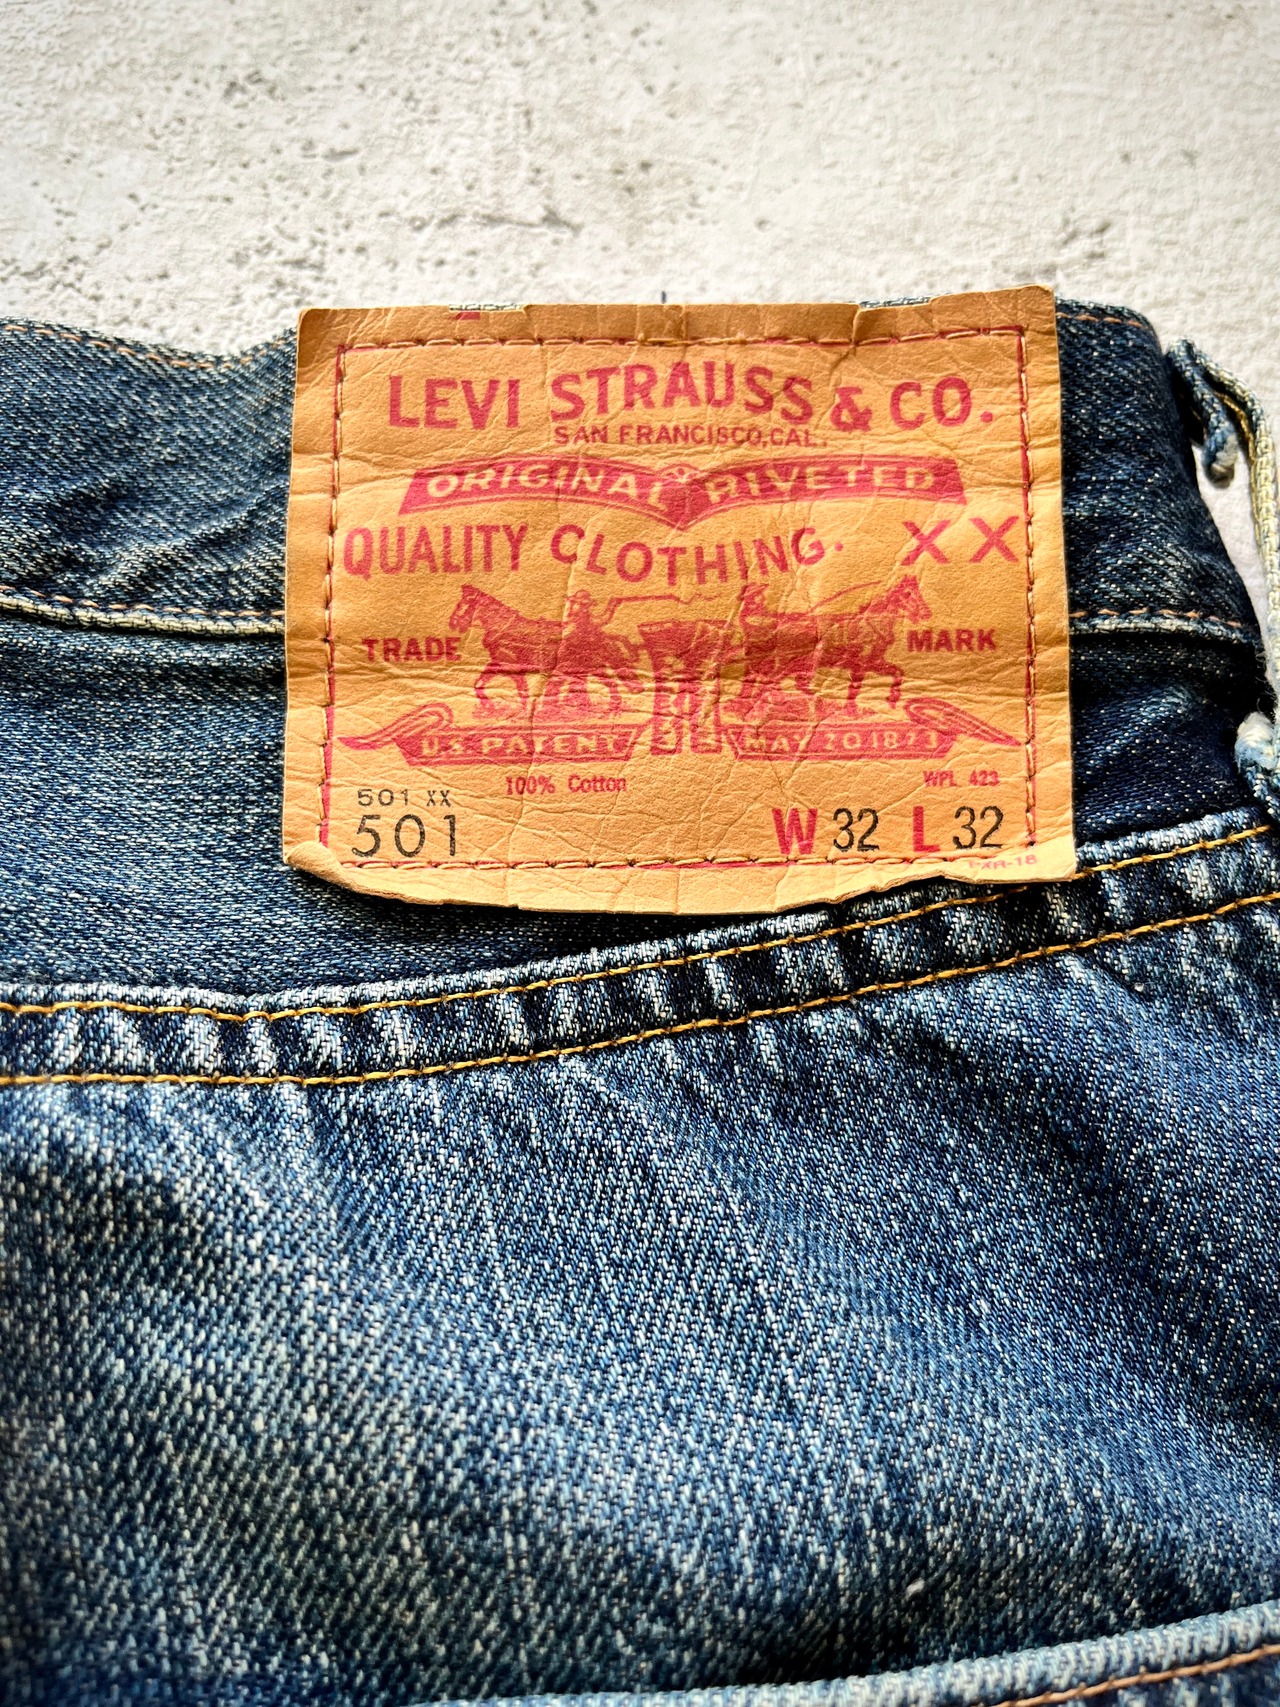 LEVI STRAUSS & CO.
SAN FRANCISCO, CAL.
ORIGINAL RIVETED
QUALITY CLOTHING. XX
TRADE MARK
U.S. PATENT MAY 20 1873
100% Cotton WPL 423
501 XX
501 W 32 L 32